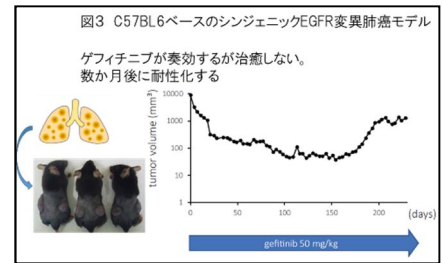 図3 C57BL6ベースのシンジェニックEGFR変異肺癌モデル
ゲフィチニブが奏効するが治癒しない。
数か月後に耐性化する
tumor volume (mm³)
10000
1000
100
10
1
0
50
100
150
200
(days)
gefitinib 50 mg/kg